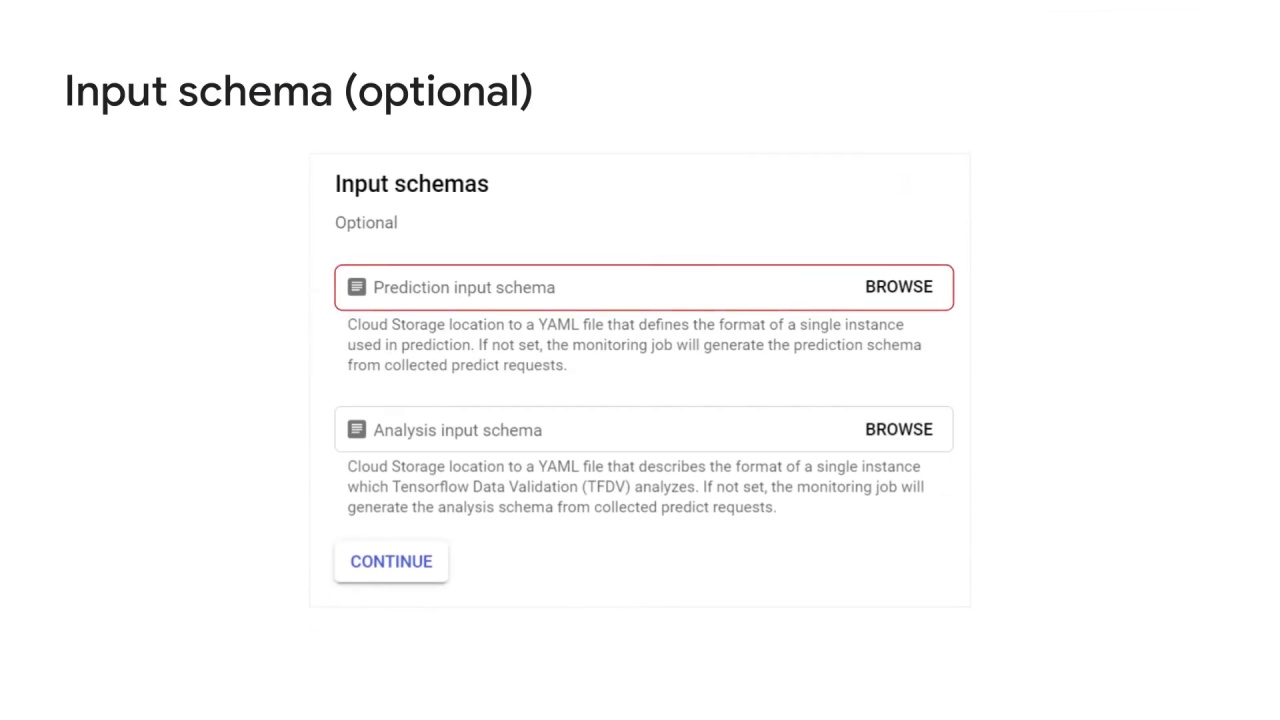 Input schema (optional)
Input schemas
Optional
Prediction input schema BROWSE
Cloud Storage location to a YAML file that defines the format of a single instance
used in prediction. If not set, the monitoring job will generate the prediction schema
from collected predict requests.
Analysis input schema BROWSE
Cloud Storage location to a YAML file that describes the format of a single instance
which Tensorflow Data Validation (TFDV) analyzes. If not set, the monitoring job will
generate the analysis schema from collected predict requests.
CONTINUE